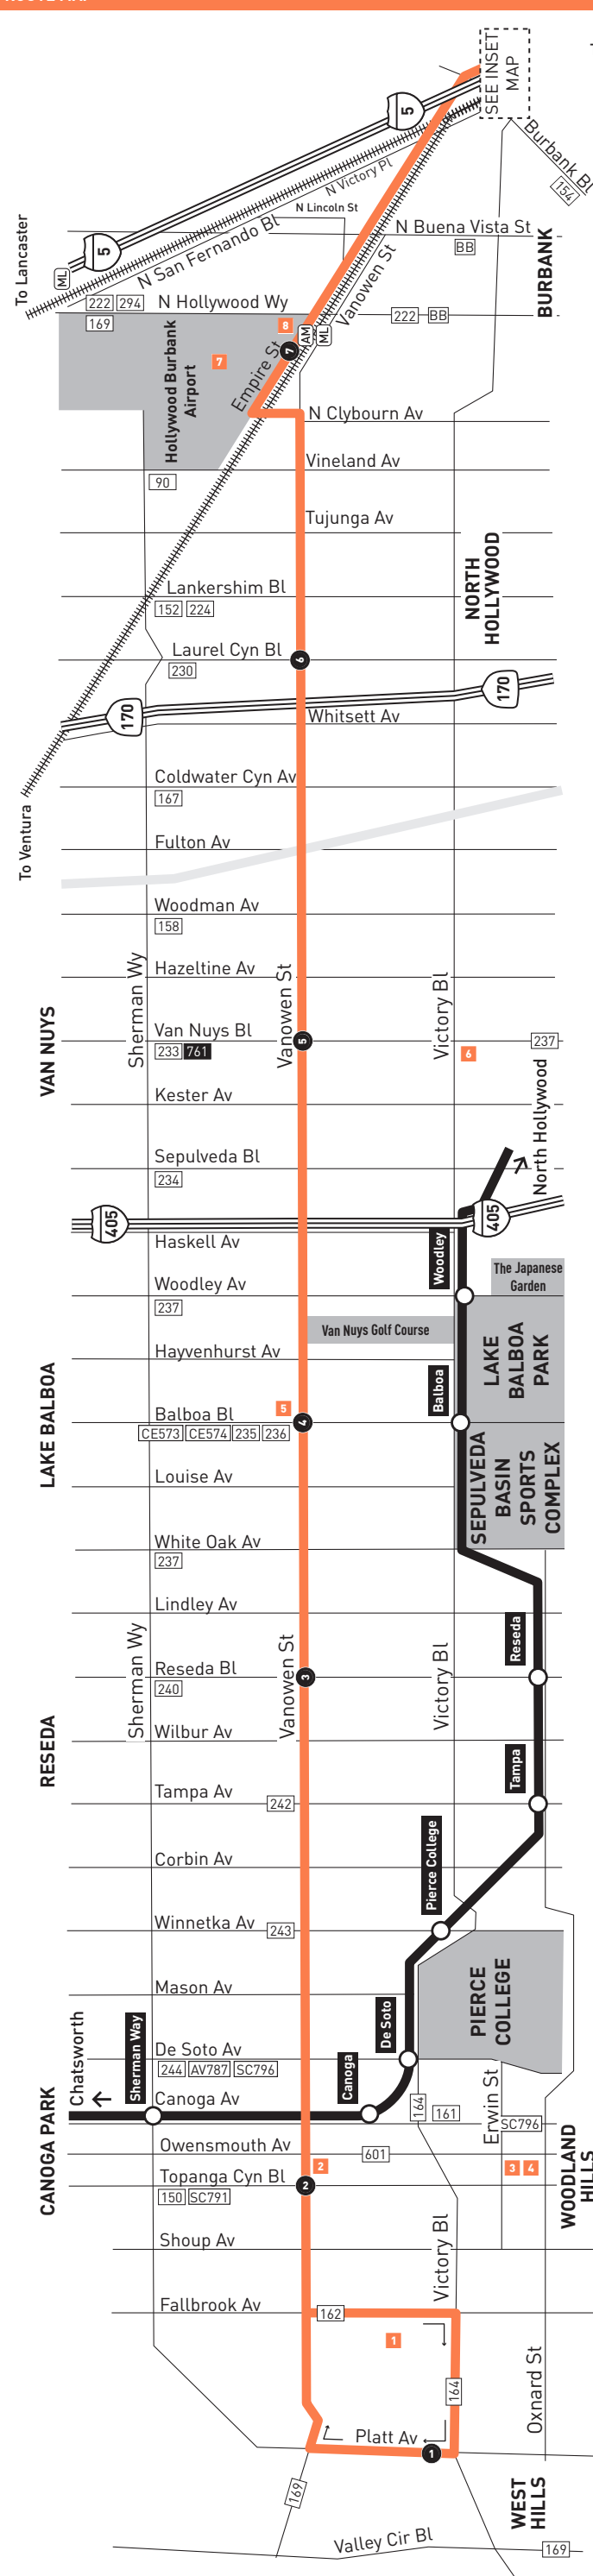 SEE INSET
MAP
5
Burbank Bl
154
N Victory Pl
N Lincoln St
To Lancaster
ML
5
N San Fernando Bl
N Buena Vista St
BB
BURBANK
Vanowen St
222 294
N Hollywood Wy
169
222 BB
8
AM
ML
7
7
Hollywood Burbank
Airport
Empire St
N Clybourn Av
Vineland Av
90
Tujunga Av
NORTH
HOLLYWOOD
Lankershim Bl
152 224
Laurel Cyn Bl
6
230
170
170
Whitsett Av
To Ventura
Coldwater Cyn Av
167
Fulton Av
Woodman Av
158
Hazeltine Av
Sherman Wy
Vanowen St
Victory Bl
VAN NUYS
Van Nuys Bl
233 761
5
6
237
Kester Av
North Hollywood
Sepulveda Bl
234
405
405
Haskell Av
Woodley
The Japanese
Garden
Woodley Av
237
Van Nuys Golf Course
LAKE
BALBOA
PARK
Hayvenhurst Av
LAKE BALBOA
Balboa
5
Balboa Bl
4
CE573 CE574 235 236
SEPULVEDA
BASIN
SPORTS
COMPLEX
Louise Av
White Oak Av
237
Lindley Av
Sherman Wy
Vanowen St
Victory Bl
Reseda
Reseda Bl
3
240
RESEDA
Wilbur Av
Tampa
Tampa Av
242
Corbin Av
Pierce College
Winnetka Av
243
PIERCE
COLLEGE
Mason Av
Chatsworth
Sherman Way
De Soto
De Soto Av
244 AV787 SC796
Canoga
Canoga Av
CANOGA PARK
164
161
Erwin St
SC796
WOODLAND
HILLS
Owensmouth Av
601
2
3 4
Topanga Cyn Bl
2
150 SC791
Shoup Av
Victory Bl
Fallbrook Av
162
1
164
Oxnard St
Platt Av
1
169
WEST
HILLS
Valley Cir Bl
169